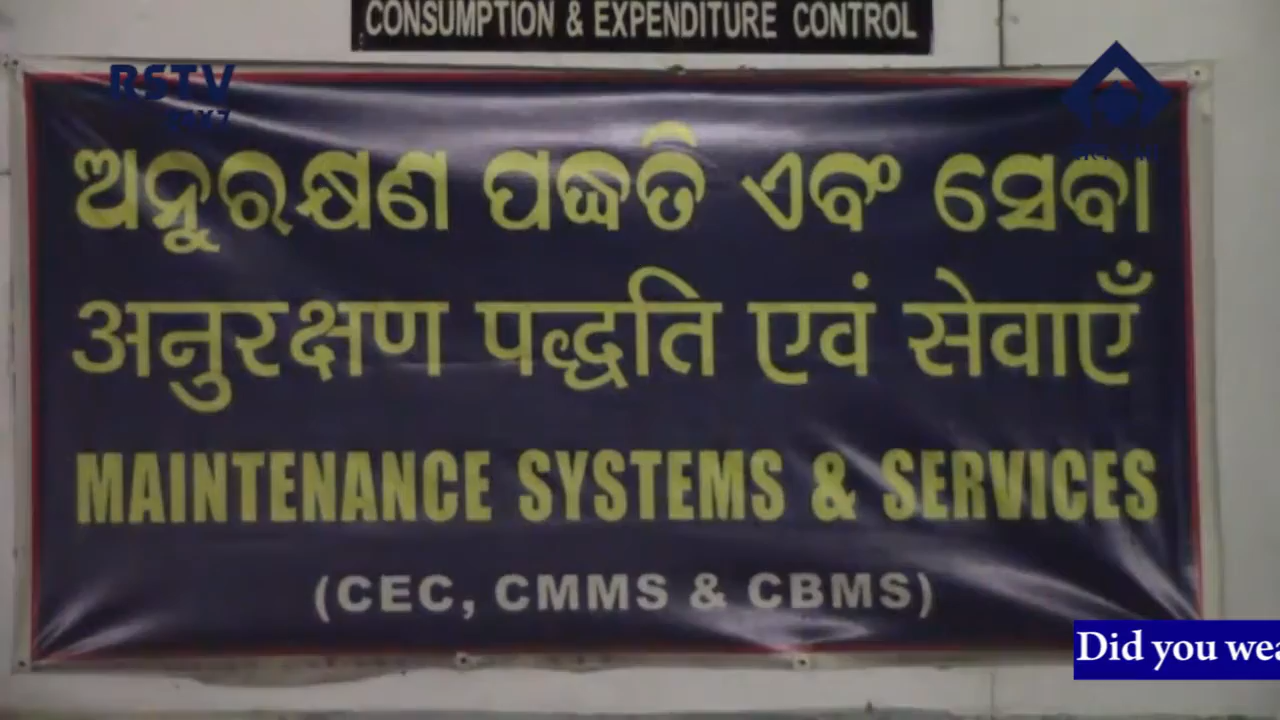 CONSUMPTION & EXPENDITURE CONTROL
RSTV
24X7
ଅନୁରକ୍ଷଣ ପଦ୍ଧତି ଏବଂ ସେବା
अनुरक्षण पद्धति एवं सेवाएँ
MAINTENANCE SYSTEMS & SERVICES
(CEC, CMMS & CBMS)
Did you wea